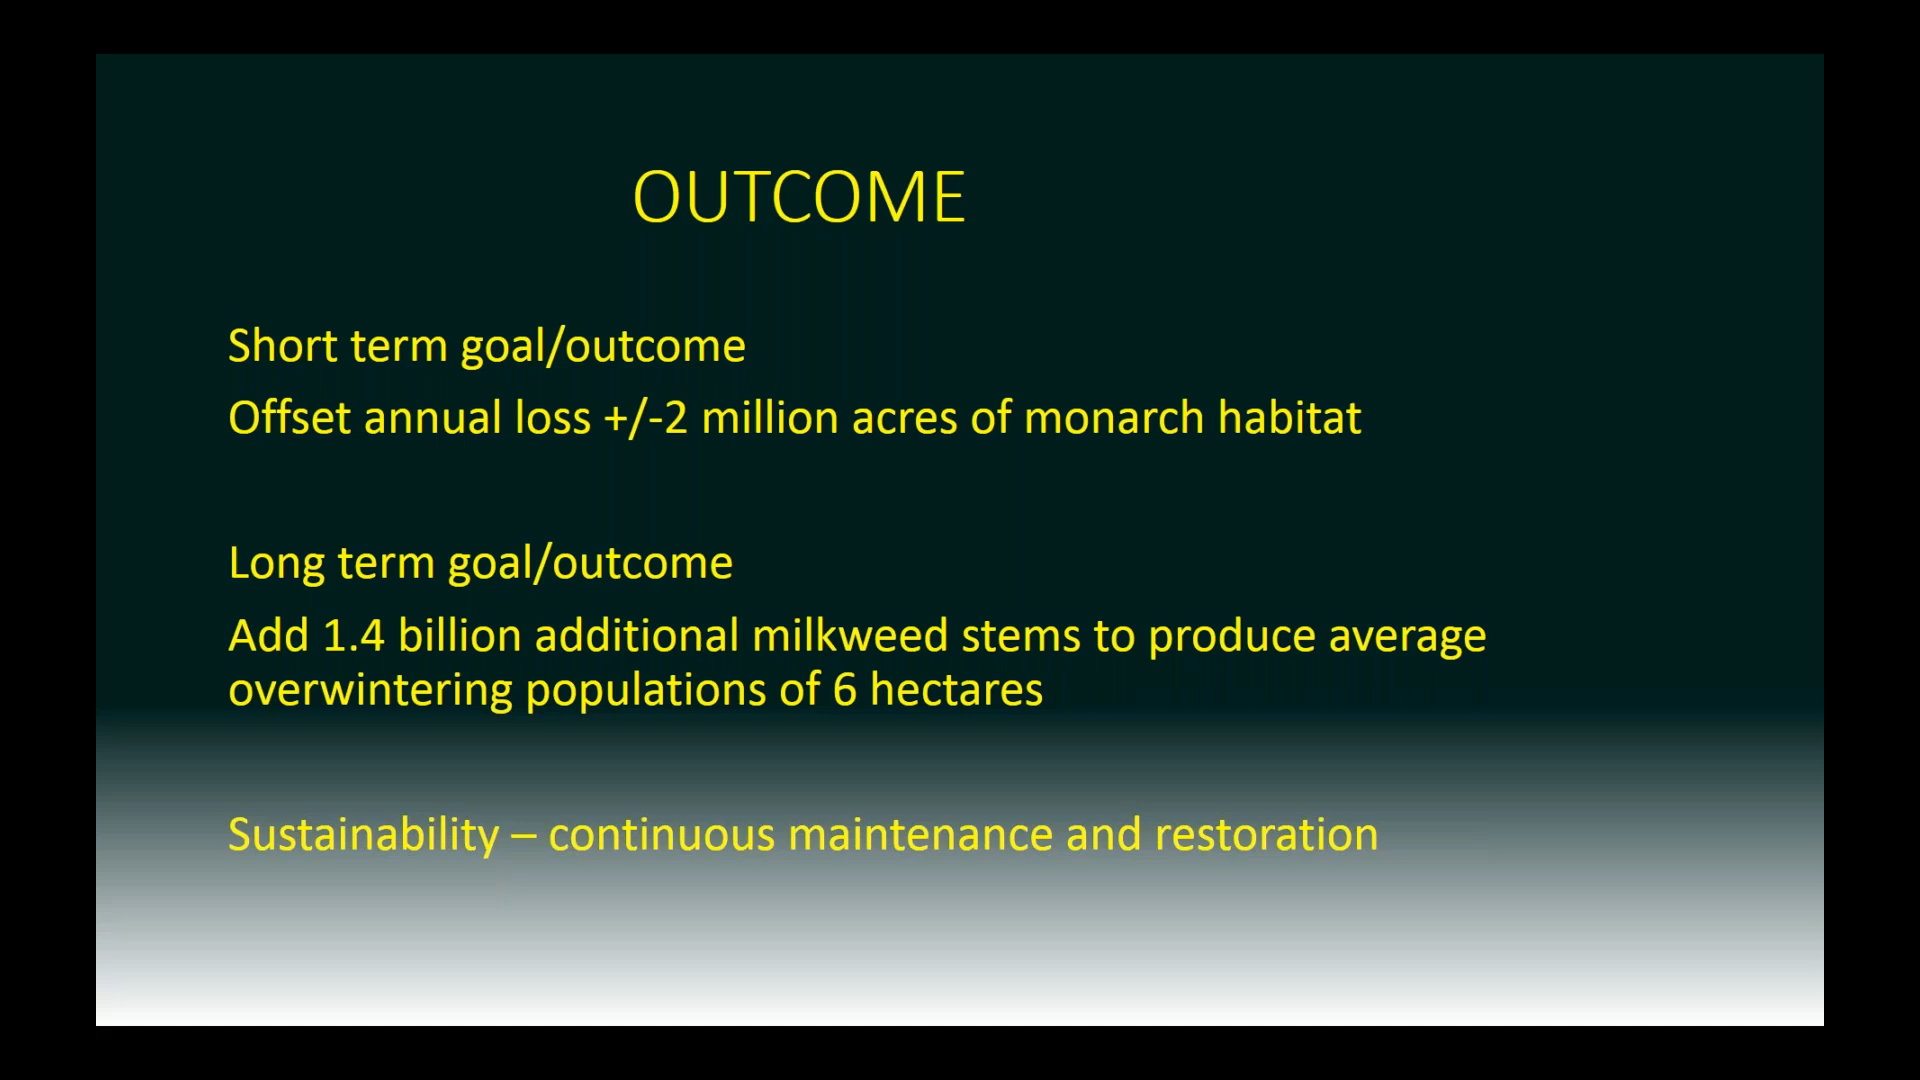 OUTCOME
Short term goal/outcome
Offset annual loss +/-2 million acres of monarch habitat
Long term goal/outcome
Add 1.4 billion additional milkweed stems to produce average
overwintering populations of 6 hectares
Sustainability – continuous maintenance and restoration